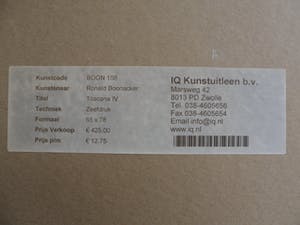 Kunstcode BOON 158
Kunstenaar Ronald Boonacker
Titel Toscane IV
Techniek Zeefdruk
Formaat 65 x 78
Prijs Verkoop € 425,00
Prijs p/m € 12,75
IQ Kunstuitleen b.v.
Marsweg 42
8013 PD Zwolle
Tel. 038-4605656
Fax 038-4605654
Email info@iq.nl
www.iq.nl